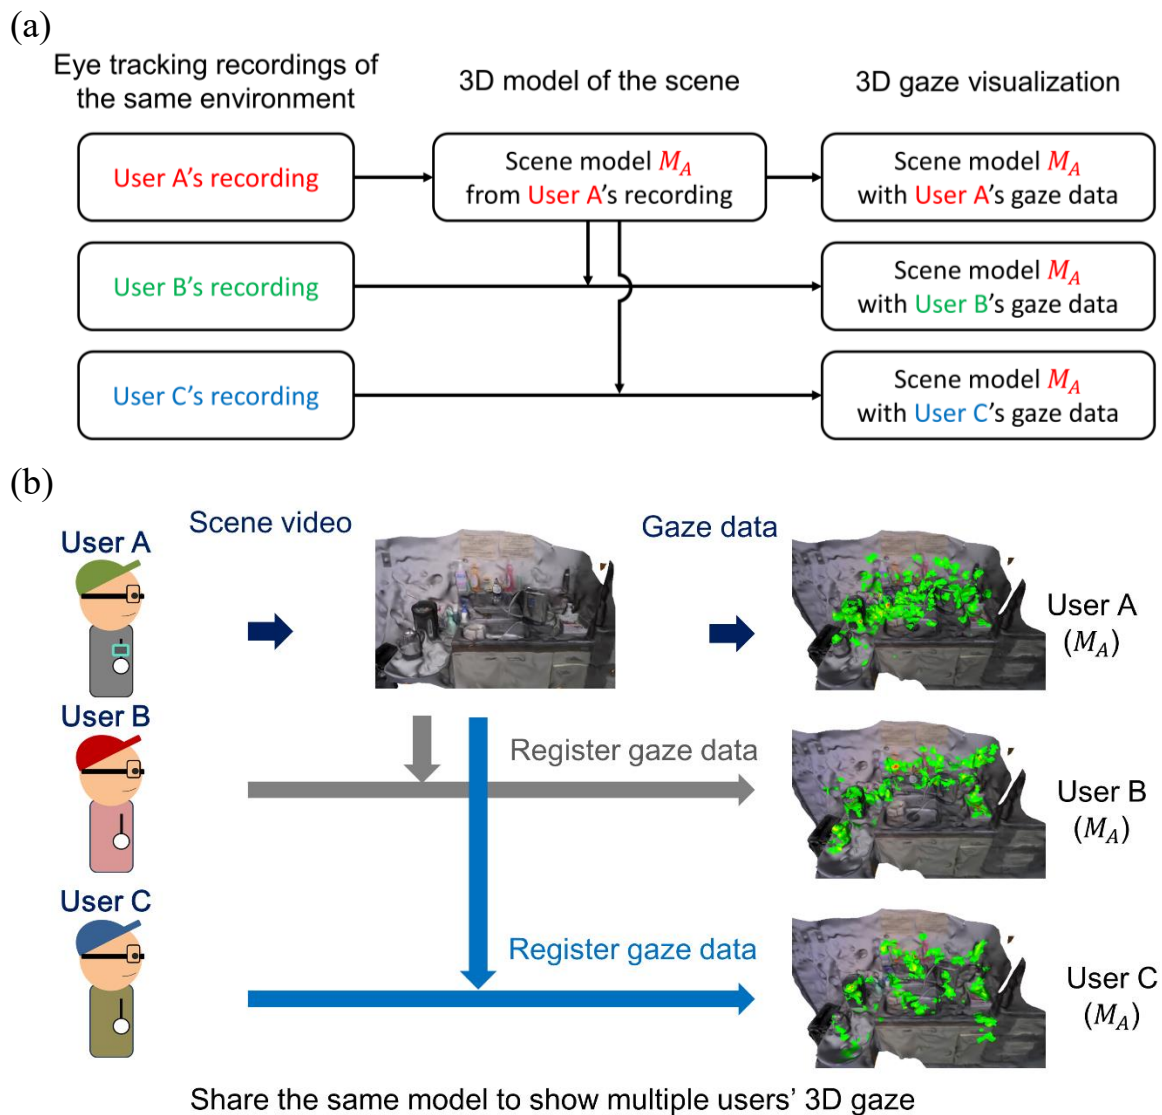 (a)
Eye tracking recordings of
the same environment
3D model of the scene
3D gaze visualization
User A's recording
Scene model M_A
from User A's recording
Scene model M_A
with User A's gaze data
User B's recording
Scene model M_A
with User B's gaze data
User C's recording
Scene model M_A
with User C's gaze data
(b)
User A
Scene video
Gaze data
User A
(M_A)
User B
Register gaze data
User B
(M_A)
User C
Register gaze data
User C
(M_A)
Share the same model to show multiple users' 3D gaze